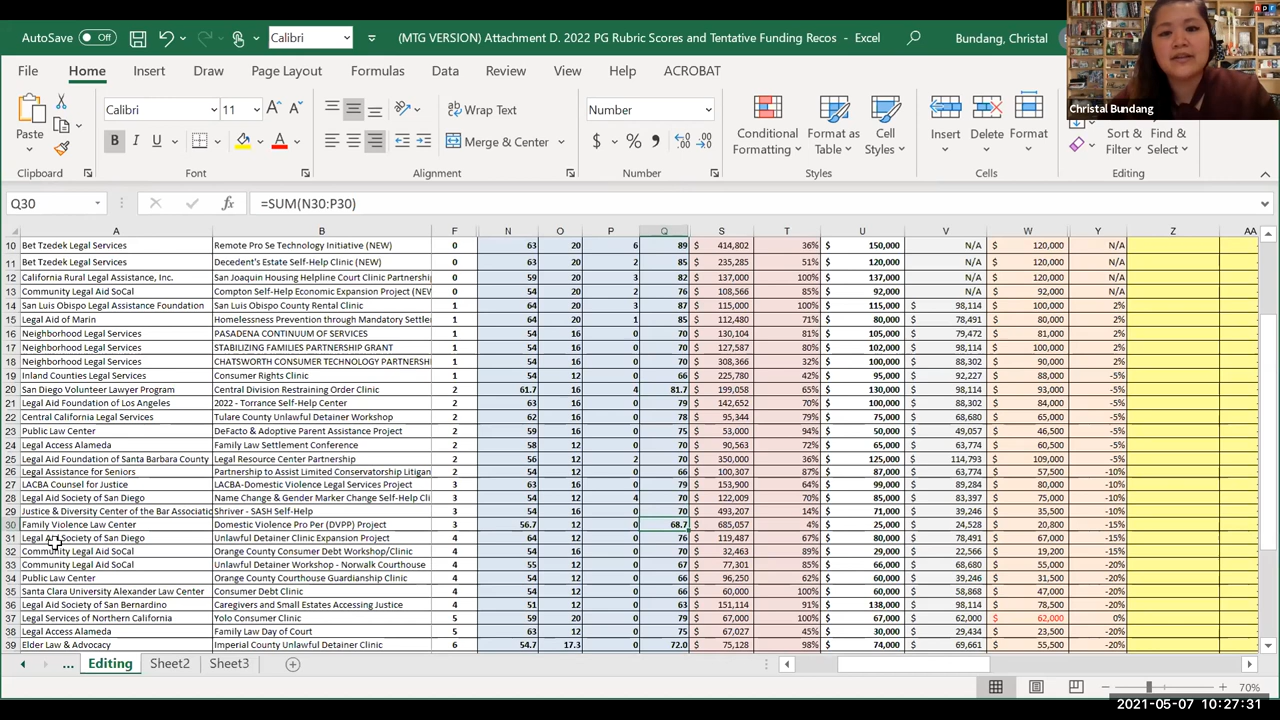 AutoSave Off Calibri (MTG VERSION) Attachment D. 2022 PG Rubric Scores and Tentative Funding Recos - Excel Bundang, Christal
npr
File Home Insert Draw Page Layout Formulas Data Review View Help ACROBAT
Christal Bundang
Paste Calibri 11 Wrap Text Number
B I U A Merge & Center $ % Conditional Formatting Format as Table Cell Styles Insert Delete Format Sort & Filter Find & Select
Clipboard Font Alignment Number Styles Cells Editing
Q30 fx =SUM(N30:P30)
A B F N O P Q S T U V W Y Z AA
10 Bet Tzedek Legal Services Remote Pro Se Technology Initiative (NEW) 0 63 20 6 89 $ 414,802 36% 150,000 N/A $ 120,000 N/A
11 Bet Tzedek Legal Services Decedent's Estate Self-Help Clinic (NEW) 0 63 20 2 85 $ 235,285 51% 120,000 N/A $ 120,000 N/A
12 California Rural Legal Assistance, Inc. San Joaquin Housing Helpline Court Clinic Partnership 0 59 20 3 82 $ 137,000 100% 137,000 N/A $ 120,000 N/A
13 Community Legal Aid SoCal Compton Self-Help Economic Expansion Project (NEW 0 54 20 2 76 $ 108,566 85% 92,000 N/A $ 92,000 N/A
14 San Luis Obispo Legal Assistance Foundation San Luis Obispo County Rental Clinic 1 64 20 3 87 $ 115,000 100% 115,000 $ 98,114 $ 100,000 2%
15 Legal Aid of Marin Homelessness Prevention through Mandatory Settler 1 64 20 1 85 $ 112,480 71% 80,000 $ 78,491 $ 80,000 2%
16 Neighborhood Legal Services PASADENA CONTINUUM OF SERVICES 1 54 16 0 70 $ 130,104 81% 105,000 $ 79,472 $ 81,000 2%
17 Neighborhood Legal Services STABILIZING FAMILIES PARTNERSHIP GRANT 1 54 16 0 70 $ 127,587 80% 102,000 $ 98,114 $ 100,000 2%
18 Neighborhood Legal Services CHATSWORTH CONSUMER TECHNOLOGY PARTNERSH 1 54 16 0 70 $ 308,366 32% 100,000 $ 88,302 $ 90,000 2%
19 Inland Counties Legal Services Consumer Rights Clinic 1 54 12 0 66 $ 225,780 42% 95,000 $ 92,227 $ 88,000 -5%
20 San Diego Volunteer Lawyer Program Central Division Restraining Order Clinic 2 61.7 16 4 81.7 $ 199,058 65% 130,000 $ 98,114 $ 93,000 -5%
21 Legal Aid Foundation of Los Angeles 2022 - Torrance Self-Help Center 2 63 16 0 79 $ 142,652 70% 100,000 $ 88,302 $ 84,000 -5%
22 Central California Legal Services Tulare County Unlawful Detainer Workshop 2 62 16 0 78 $ 95,344 79% 75,000 $ 68,680 $ 65,000 -5%
23 Public Law Center DeFacto & Adoptive Parent Assistance Project 2 59 16 0 75 $ 53,000 94% 50,000 $ 49,057 $ 46,500 -5%
24 Legal Access Alameda Family Law Settlement Conference 2 58 12 0 70 $ 90,563 72% 65,000 $ 63,774 $ 60,500 -5%
25 Legal Aid Foundation of Santa Barbara County Legal Resource Center Partnership 2 56 12 2 70 $ 350,000 36% 125,000 $ 114,793 $ 109,000 -5%
26 Legal Assistance for Seniors Partnership to Assist Limited Conservatorship Litigan 2 54 12 0 66 $ 100,307 87% 87,000 $ 63,774 $ 57,500 -10%
27 LACBA Counsel for Justice LACBA-Domestic Violence Legal Services Project 3 63 16 0 79 $ 153,900 64% 99,000 $ 89,284 $ 80,000 -10%
28 Legal Aid Society of San Diego Name Change & Gender Marker Change Self-Help Cli 3 54 12 4 70 $ 122,009 70% 85,000 $ 83,397 $ 75,000 -10%
29 Justice & Diversity Center of the Bar Associatio Shriver - SASH Self-Help 3 54 16 0 70 $ 493,207 14% 71,000 $ 39,246 $ 35,000 -10%
30 Family Violence Law Center Domestic Violence Pro Per (DVPP) Project 3 56.7 12 0 68.7 $ 685,057 4% 25,000 $ 24,528 $ 20,800 -15%
31 Legal Aid Society of San Diego Unlawful Detainer Clinic Expansion Project 4 64 12 0 76 $ 119,487 67% 80,000 $ 78,491 $ 67,000 -15%
32 Community Legal Aid SoCal Orange County Consumer Debt Workshop/Clinic 4 54 16 0 70 $ 32,463 89% 29,000 $ 22,566 $ 19,200 -15%
33 Community Legal Aid SoCal Unlawful Detainer Workshop - Norwalk Courthouse 4 55 12 0 67 $ 77,301 85% 66,000 $ 68,680 $ 55,000 -20%
34 Public Law Center Orange County Courthouse Guardianship Clinic 4 54 12 0 66 $ 96,250 62% 60,000 $ 39,246 $ 31,500 -20%
35 Santa Clara University Alexander Law Center Consumer Debt Clinic 4 54 12 0 66 $ 60,000 100% 60,000 $ 58,868 $ 47,000 -20%
36 Legal Aid Society of San Bernardino Caregivers and Small Estates Accessing Justice 4 51 12 0 63 $ 151,114 91% 138,000 $ 98,114 $ 78,500 -20%
37 Legal Services of Northern California Yolo Consumer Clinic 5 59 20 0 79 $ 67,000 100% 67,000 $ 62,000 $ 62,000 0%
38 Legal Access Alameda Family Law Day of Court 5 63 12 0 75 $ 67,027 45% 30,000 $ 29,434 $ 23,500 -20%
39 Elder Law & Advocacy Imperial County Unlawful Detainer Clinic 6 54.7 17.3 0 72.0 $ 75,128 98% 74,000 $ 69,661 $ 55,500 -20%
... Editing Sheet2 Sheet3
70%
2021-05-07 10:27:31